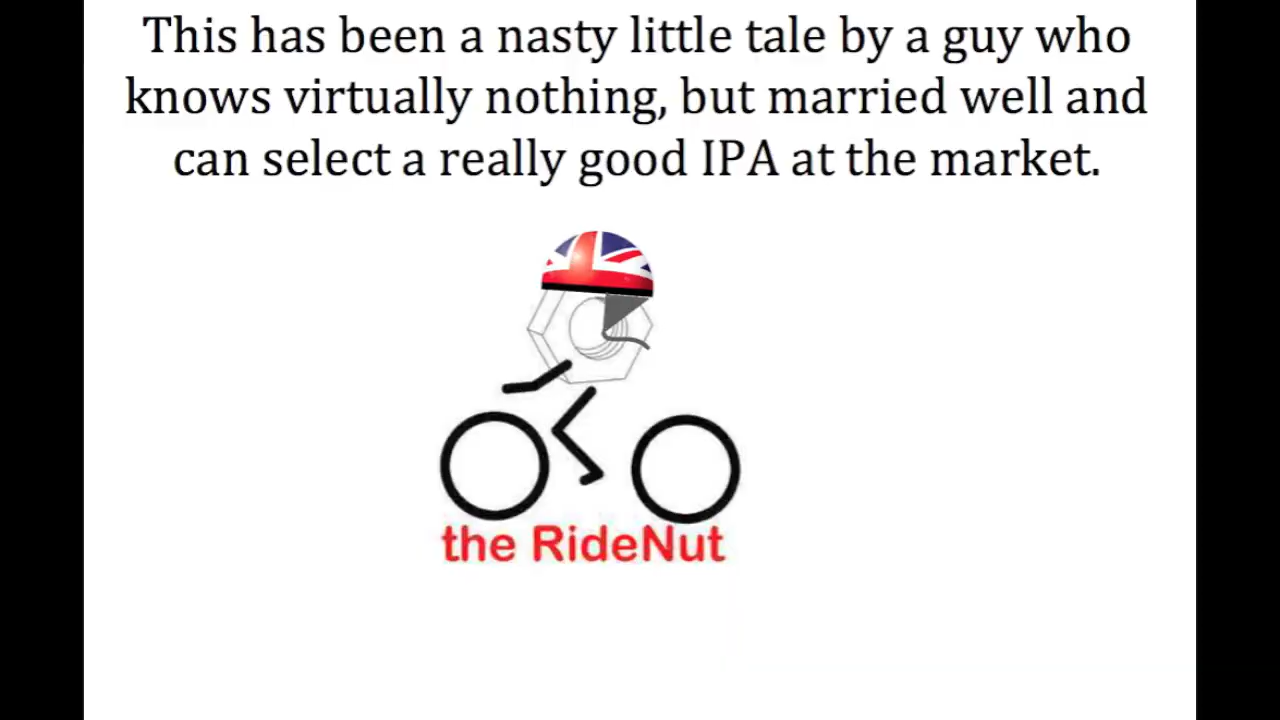 This has been a nasty little tale by a guy who
knows virtually nothing, but married well and
can select a really good IPA at the market.
the RideNut